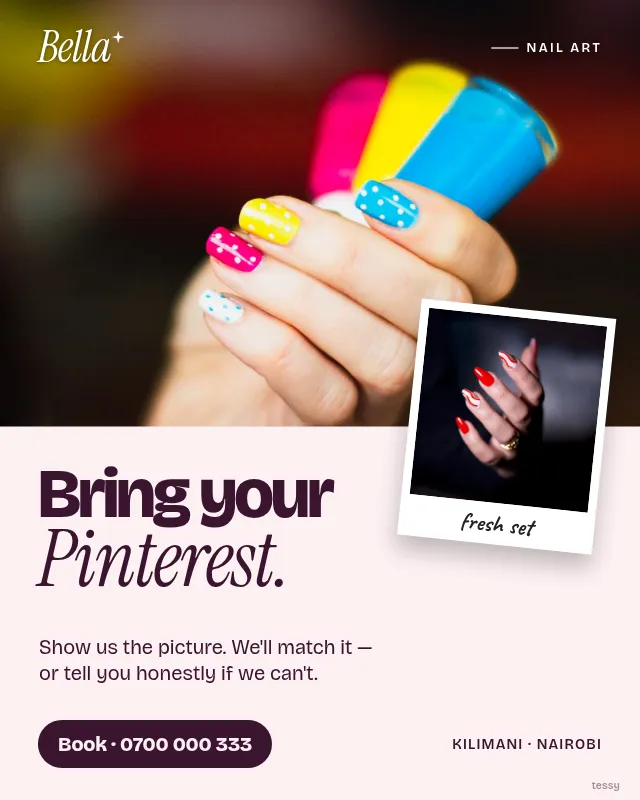 Bella
NAIL ART
fresh set
Bring your
Pinterest.
Show us the picture. We'll match it —
or tell you honestly if we can't.
Book · 0700 000 333
KILIMANI · NAIROBI
tessy